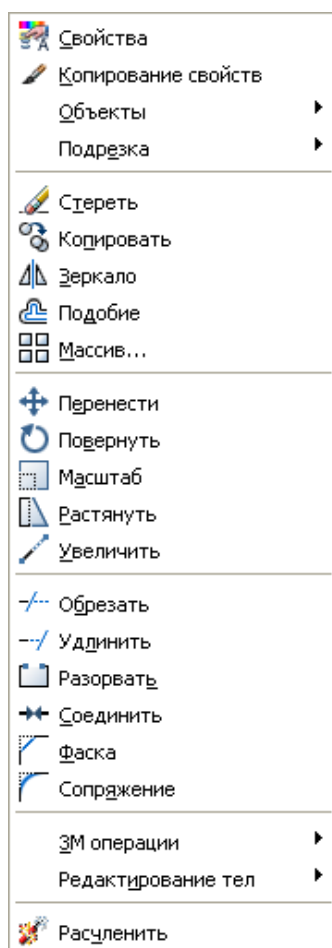 Свойства
Копирование свойств
Объекты
Подрезка
Стереть
Копировать
Зеркало
Подобие
Массив...
Перенести
Повернуть
Масштаб
Растянуть
Увеличить
Обрезать
Удлинить
Разорвать
Соединить
Фаска
Сопряжение
3М операции
Редактирование тел
Расчленить